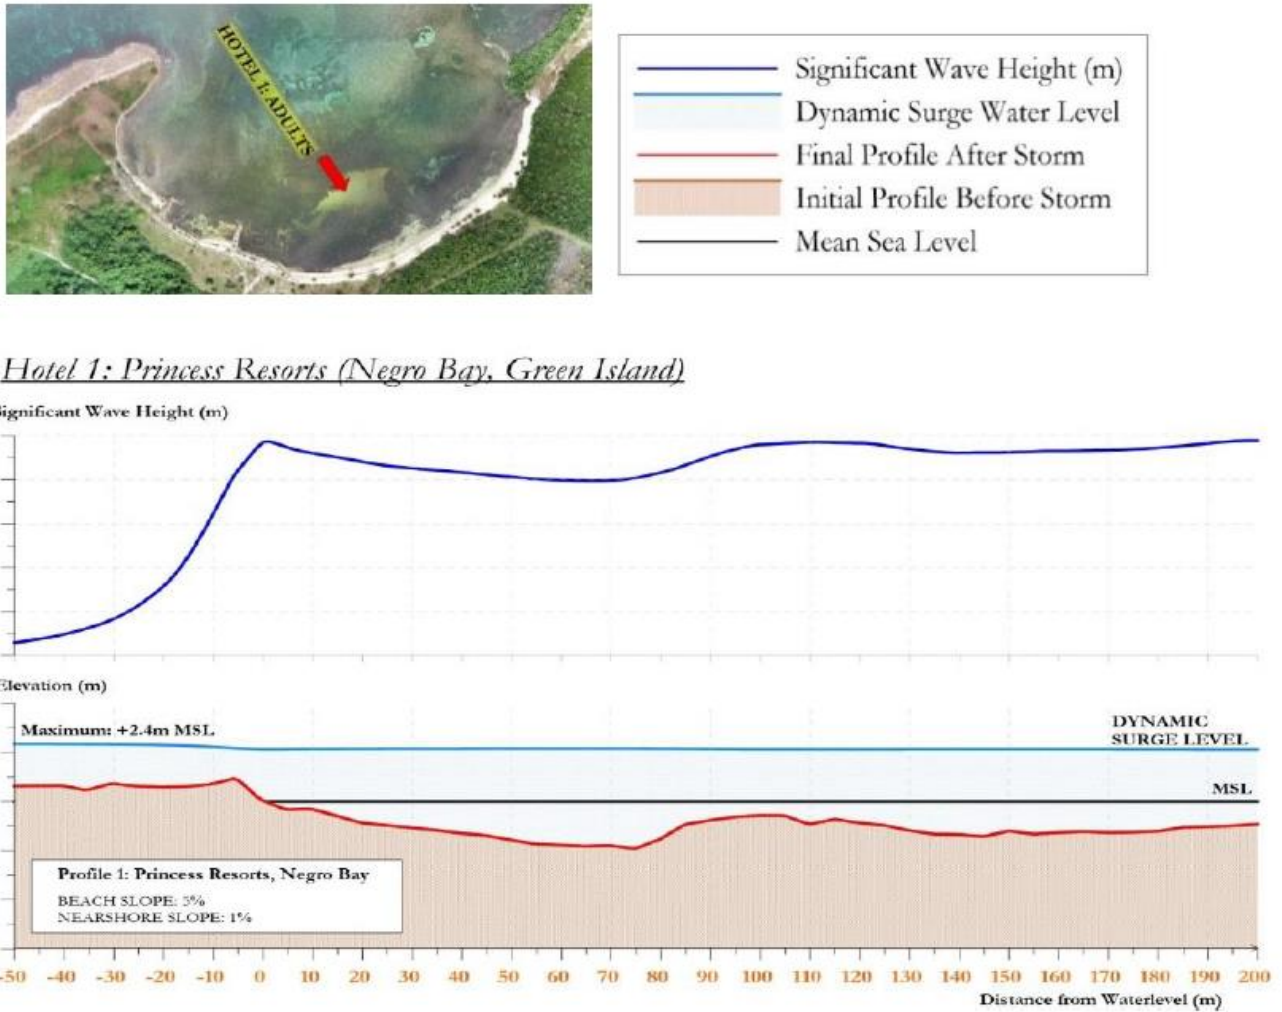 HOTEL 1: ADULTS
Significant Wave Height (m)
Dynamic Surge Water Level
Final Profile After Storm
Initial Profile Before Storm
Mean Sea Level
Hotel 1: Princess Resorts (Negro Bay, Green Island)
ignificant Wave Height (m)
Elevation (m)
Maximum: +2.4m MSL
DYNAMIC
SURGE LEVEL
MSL
Profile 1: Princess Resorts, Negro Bay
BEACH SLOPE: 5%
NEARSHORE SLOPE: 1%
-50 -40 -30 -20 -10 0 10 20 30 40 50 60 70 80 90 100 110 120 130 140 150 160 170 180 190 200
Distance from Waterlevel (m)